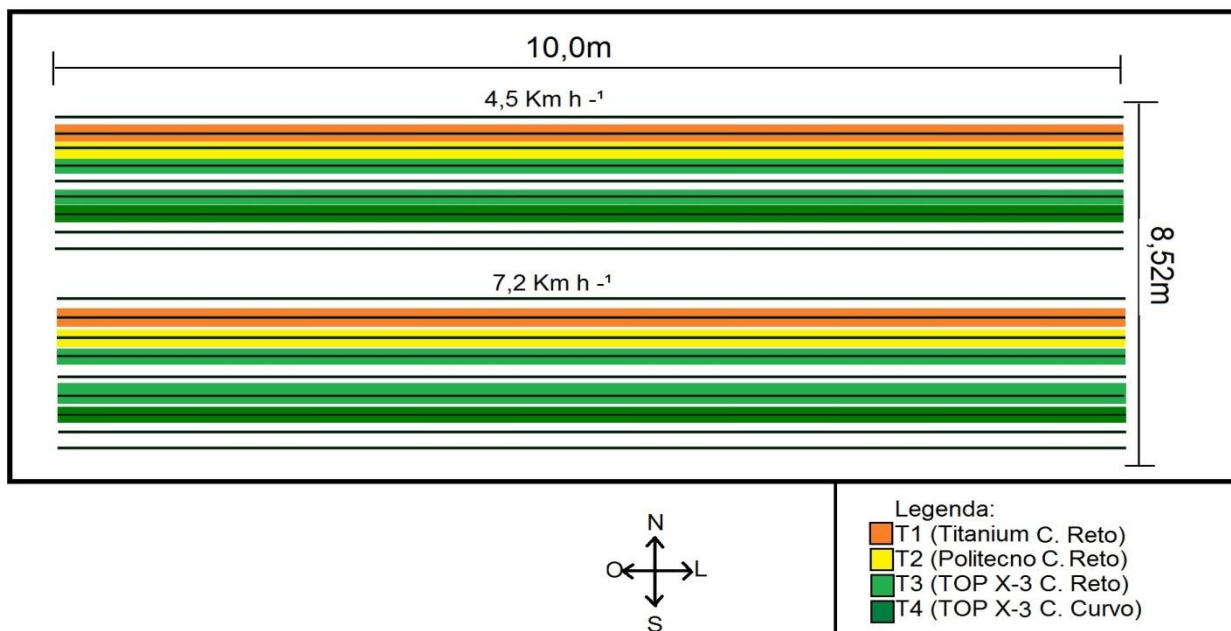 10,0m
4,5 Km h -¹
8,52m
7,2 Km h -¹
N
O L
S
Legenda:
T1 (Titanium C. Reto)
T2 (Politecno C. Reto)
T3 (TOP X-3 C. Reto)
T4 (TOP X-3 C. Curvo)